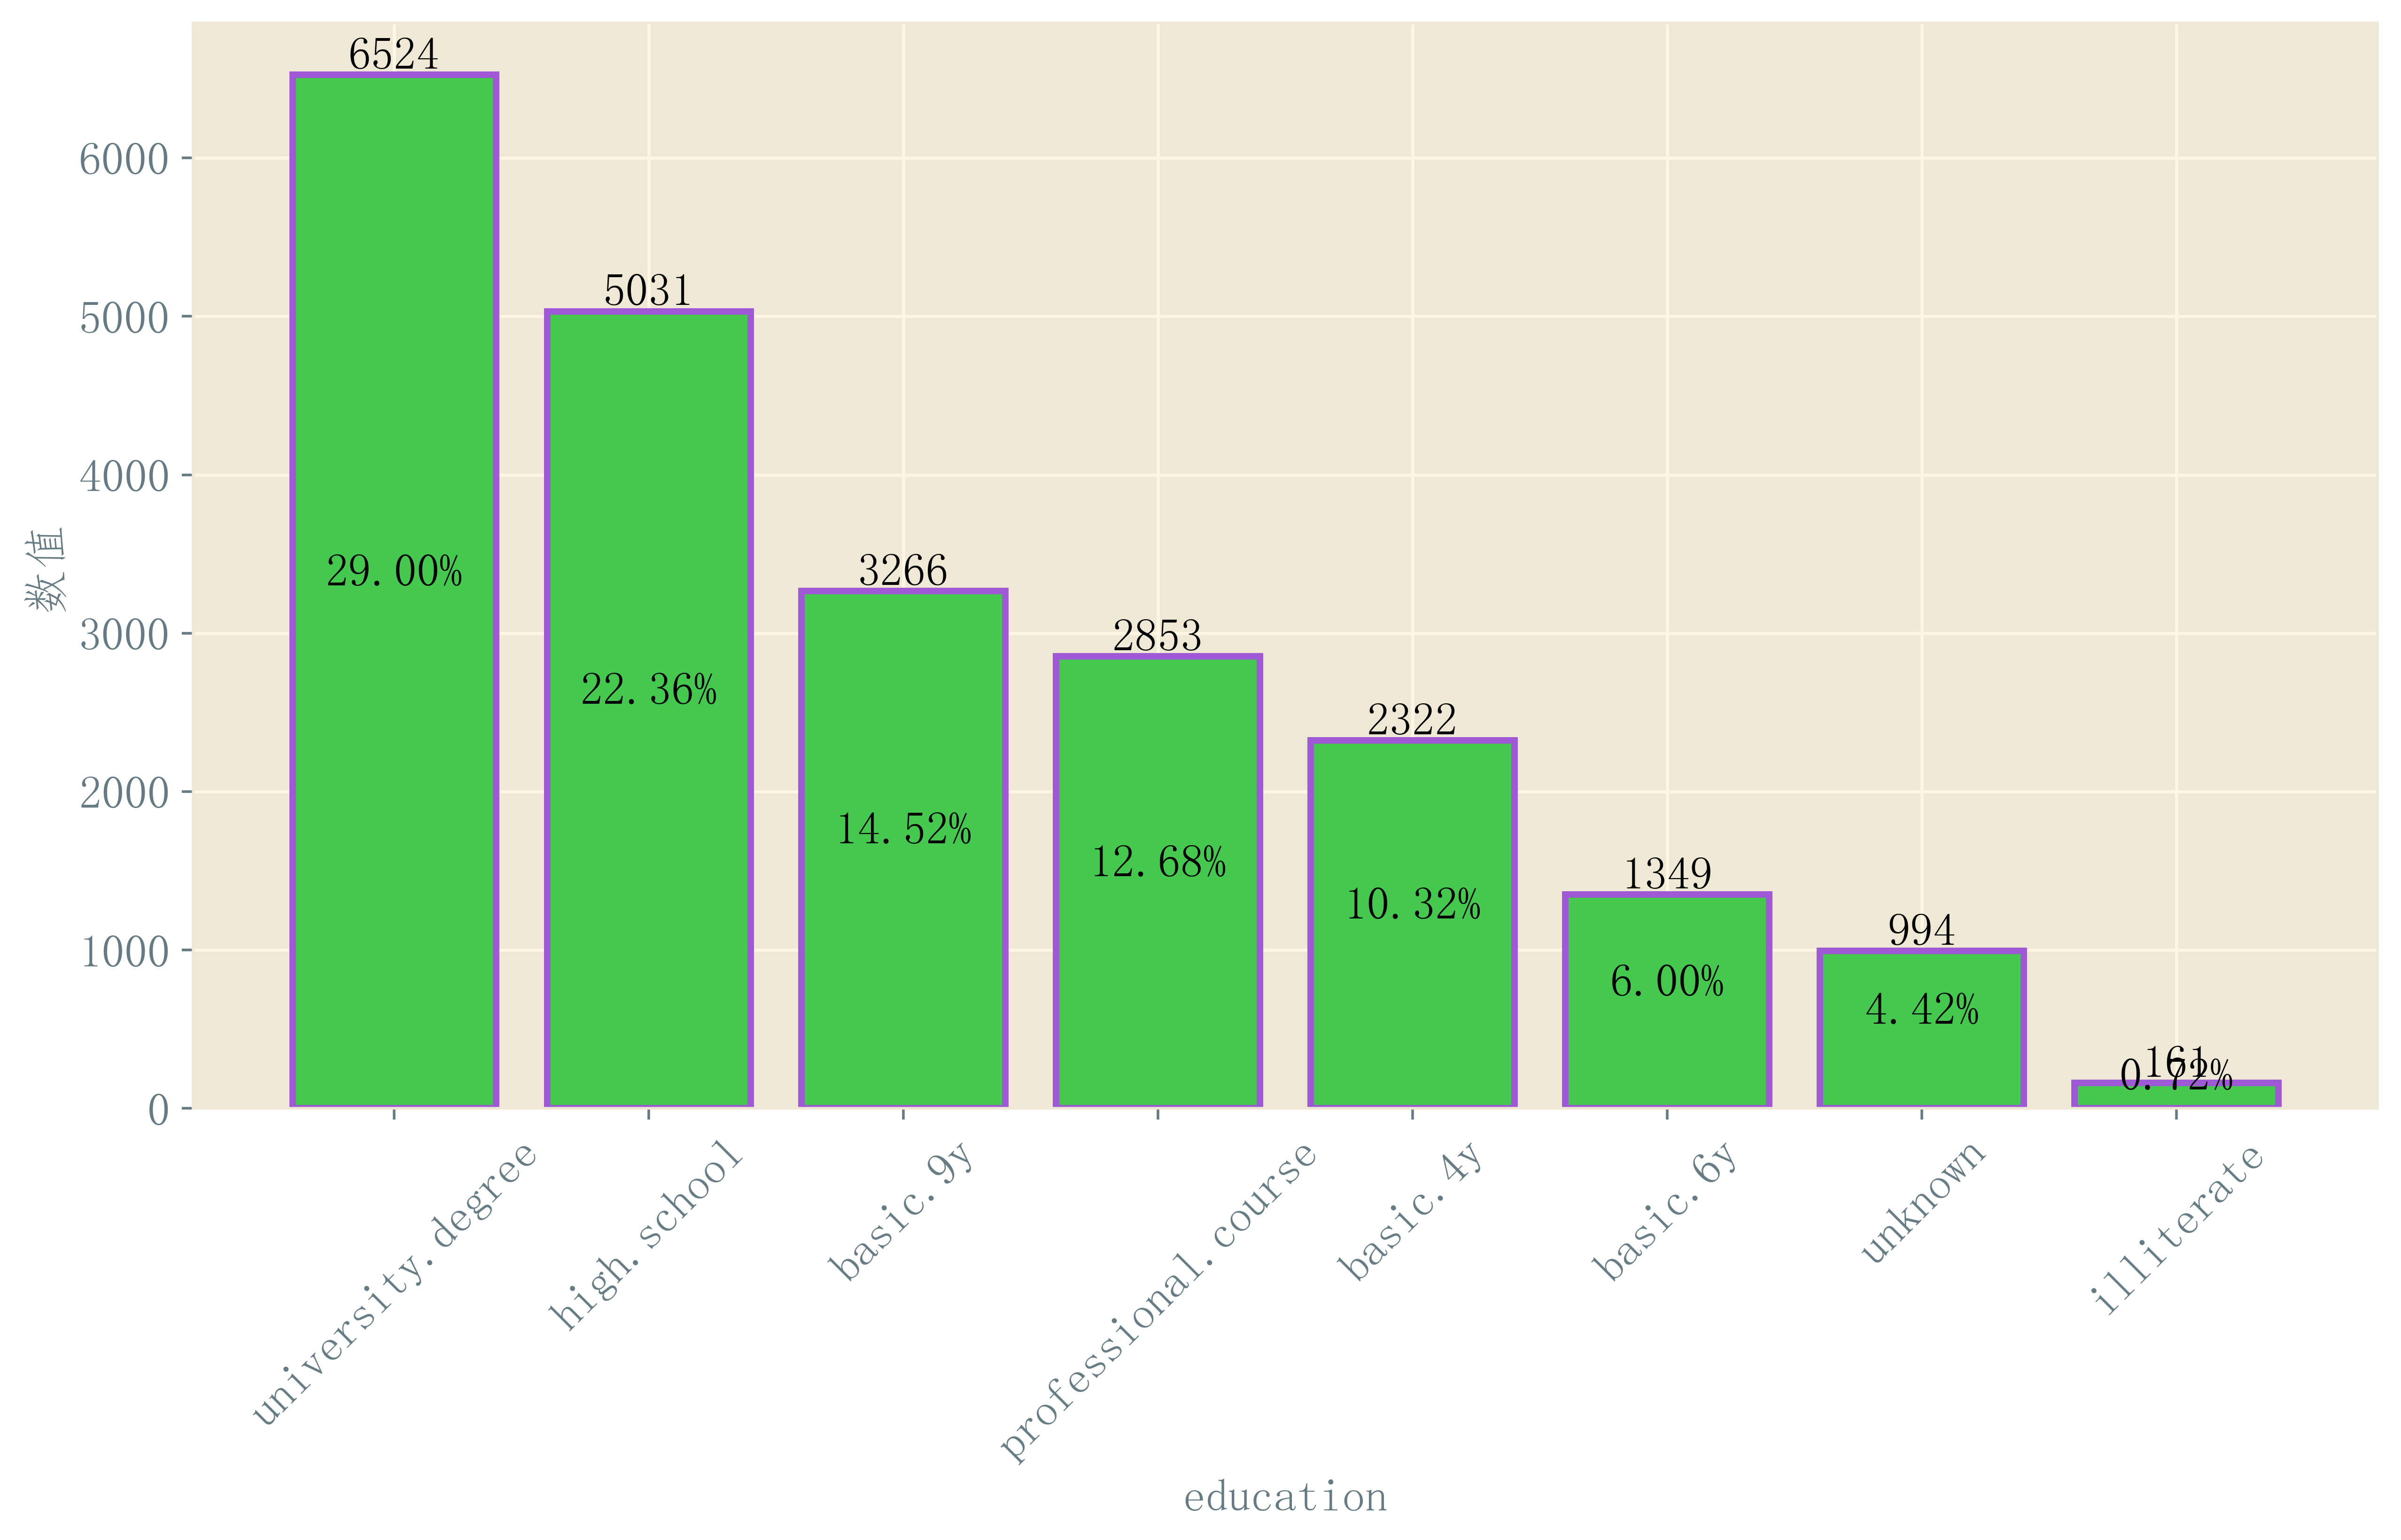 6524
5031
3266
2853
2322
1349
994
161
29.00%
22.36%
14.52%
12.68%
10.32%
6.00%
4.42%
0.72%
6000
5000
4000
3000
2000
1000
0
数值
university.degree
high.school
basic.9y
professional.course
basic.4y
basic.6y
unknown
illiterate
education